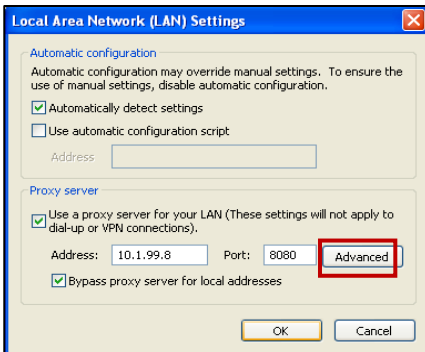 Local Area Network (LAN) Settings
Automatic configuration
Automatic configuration may override manual settings. To ensure the
use of manual settings, disable automatic configuration.
Automatically detect settings
Use automatic configuration script
Address
Proxy server
Use a proxy server for your LAN (These settings will not apply to
dial-up or VPN connections).
Address: 10.1.99.8 Port: 8080 Advanced
Bypass proxy server for local addresses
OK Cancel